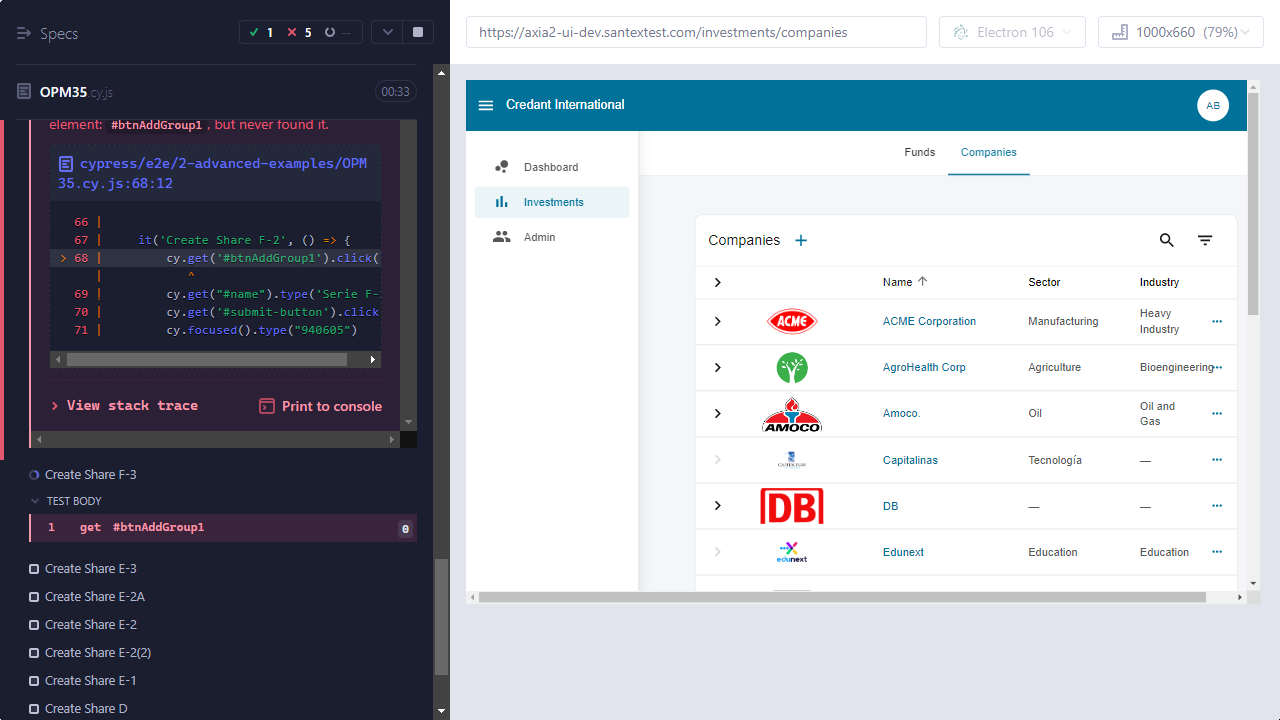 Specs
1
5
--
https://axia2-ui-dev.santextest.com/investments/companies
Electron 106
1000x660 (79%)
OPM35.cy.js
00:33
element: #btnAddGroup1 , but never found it.
cypress/e2e/2-advanced-examples/OPM
35.cy.js:68:12
66 |
67 | it('Create Share F-2', () => {
> 68 | cy.get('#btnAddGroup1').click(
| ^
69 | cy.get("#name").type('Serie F-
70 | cy.get('#submit-button').click
71 | cy.focused().type("940605")
> View stack trace
Print to console
Create Share F-3
TEST BODY
1 get #btnAddGroup1 0
Create Share E-3
Create Share E-2A
Create Share E-2
Create Share E-2(2)
Create Share E-1
Create Share D
Credant International
AB
Dashboard
Investments
Admin
Funds
Companies
Companies +
Name Sector Industry
ACME
ACME Corporation Manufacturing Heavy
Industry
AgroHealth Corp Agriculture Bioengineering
AMOCO
Amoco. Oil Oil and
Gas
Capitalinas Tecnología —
DB
DB — —
edunext
Edunext Education Education